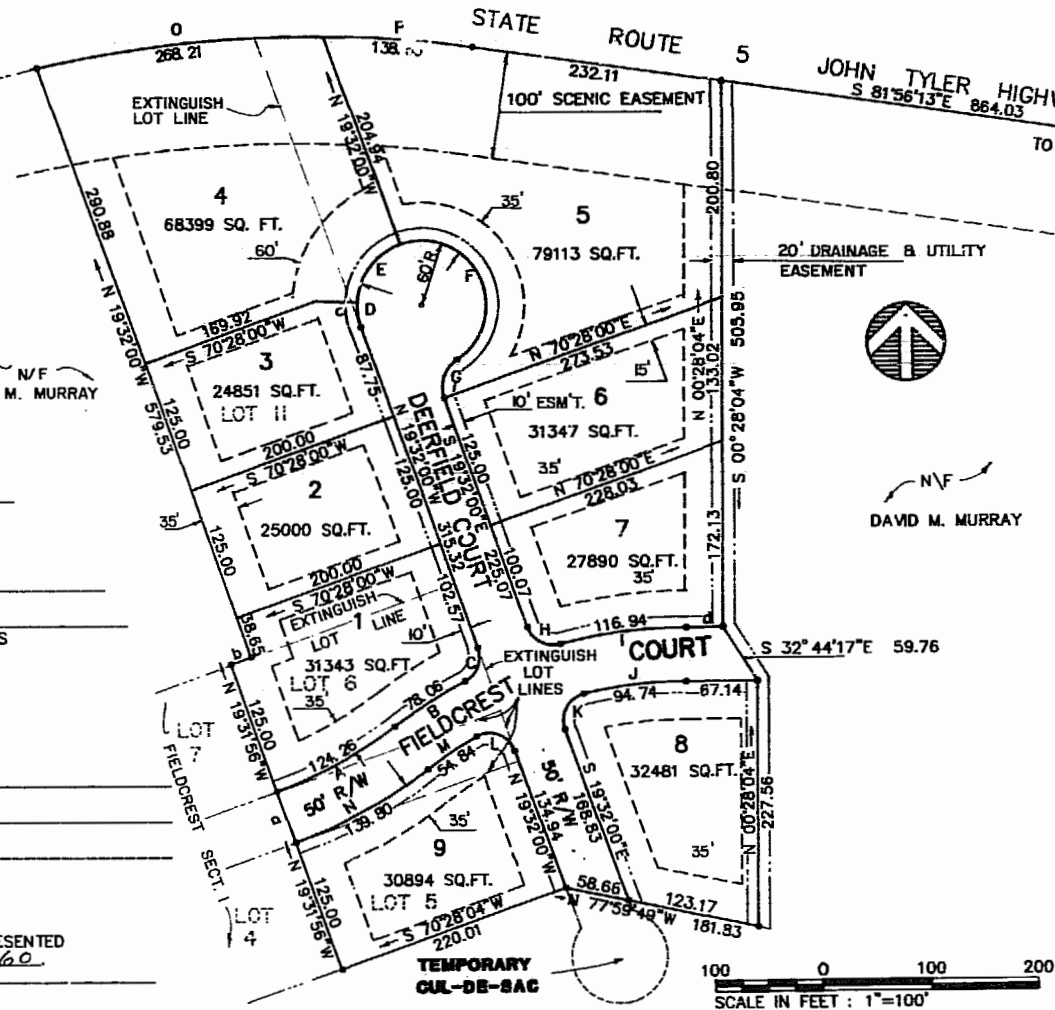 STATE ROUTE 5
JOHN TYLER HIGHW
S 81°56'13"E 864.03
TO
O
268.21
P
232.11
100' SCENIC EASEMENT
EXTINGUISH
LOT LINE
N 19°32'00"W
204.94
290.88
4
68399 SQ. FT.
60'
35'
5
79113 SQ.FT.
200.80
20' DRAINAGE & UTILITY
EASEMENT
E
60'R
F
D
c
G
169.92
S 70°28'00"W
N 19°32'00"W
579.53
N/F
M. MURRAY
3
24851 SQ.FT.
LOT 11
87.75
N 70°28'00"E
273.53
15'
N 00°28'04"E
133.02
S 00°28'04"W 505.95
10' ESM'T.
6
31347 SQ.FT.
35'
125.00
200.00
S 70°28'00"W
DEERFIELD COURT
N 19°32'00"W
125.00
315.32
S 19°32'00"E
125.00
225.07
N 70°28'00"E
228.03
N/F
DAVID M. MURRAY
2
25000 SQ.FT.
35'
125.00
7
27890 SQ.FT.
35'
172.13
100.07
200.00
S 70°28'00"W
102.57
EXTINGUISH
LOT LINE
38.65
b
1
31343 SQ.FT.
LOT 6
35'
10'
H
116.94
I
d
COURT
S 32°44'17"E 59.76
EXTINGUISH
LOT
LINES
C
78.06
B
FIELDCREST
J
94.74
67.14
K
N 19°31'56"W
125.00
LOT
7
124.26
A
50' R/W
M
54.84
L
N
139.80
a
FIELDCREST SECT. I
8
32481 SQ.FT.
35'
N 00°28'04"E
227.56
50' R/W
N 19°32'00"W
134.94
S 19°32'00"E
168.83
35'
9
30894 SQ.FT.
LOT 5
N 19°31'56"W
125.00
LOT
4
S 70°28'04"W
220.01
58.66
N 77°59'49"W
123.17
181.83
TEMPORARY
CUL-DE-SAC
S
ESENTED
60.
100 0 100 200
SCALE IN FEET : 1"=100'